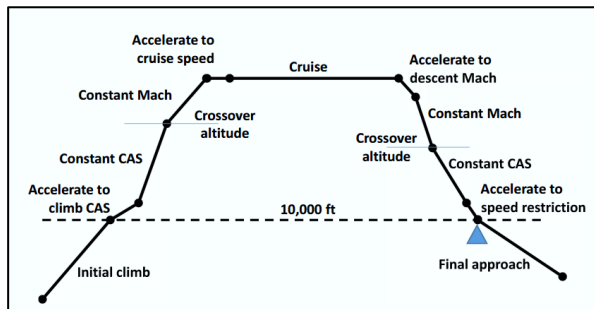 Accelerate to
cruise speed
Cruise
Accelerate to
descent Mach
Constant Mach
Constant Mach
Crossover
altitude
Crossover
altitude
Constant CAS
Constant CAS
Accelerate to
climb CAS
10,000 ft
Accelerate to
speed restriction
Initial climb
Final approach